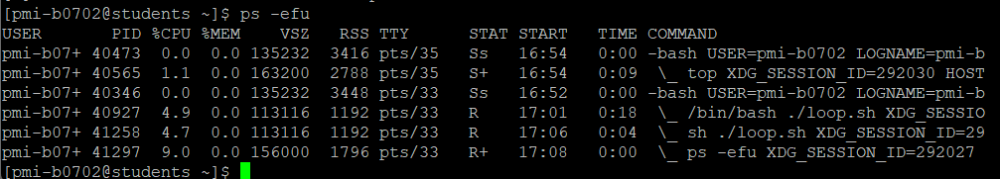 [pmi-b0702@students ~]$ ps -efu
USER       PID %CPU %MEM    VSZ   RSS TTY      STAT START   TIME COMMAND
pmi-b07+ 40473  0.0  0.0 135232  3416 pts/35   Ss   16:54   0:00 -bash USER=pmi-b0702 LOGNAME=pmi-b
pmi-b07+ 40565  1.1  0.0 163200  2788 pts/35   S+   16:54   0:09  \_ top XDG_SESSION_ID=292030 HOST
pmi-b07+ 40346  0.0  0.0 135232  3448 pts/33   Ss   16:52   0:00 -bash USER=pmi-b0702 LOGNAME=pmi-b
pmi-b07+ 40927  4.9  0.0 113116  1192 pts/33   R    17:01   0:18  \_ /bin/bash ./loop.sh XDG_SESSIO
pmi-b07+ 41258  4.7  0.0 113116  1192 pts/33   R    17:06   0:04  \_ sh ./loop.sh XDG_SESSION_ID=29
pmi-b07+ 41297  9.0  0.0 156000  1796 pts/33   R+   17:08   0:00  \_ ps -efu XDG_SESSION_ID=292027
[pmi-b0702@students ~]$